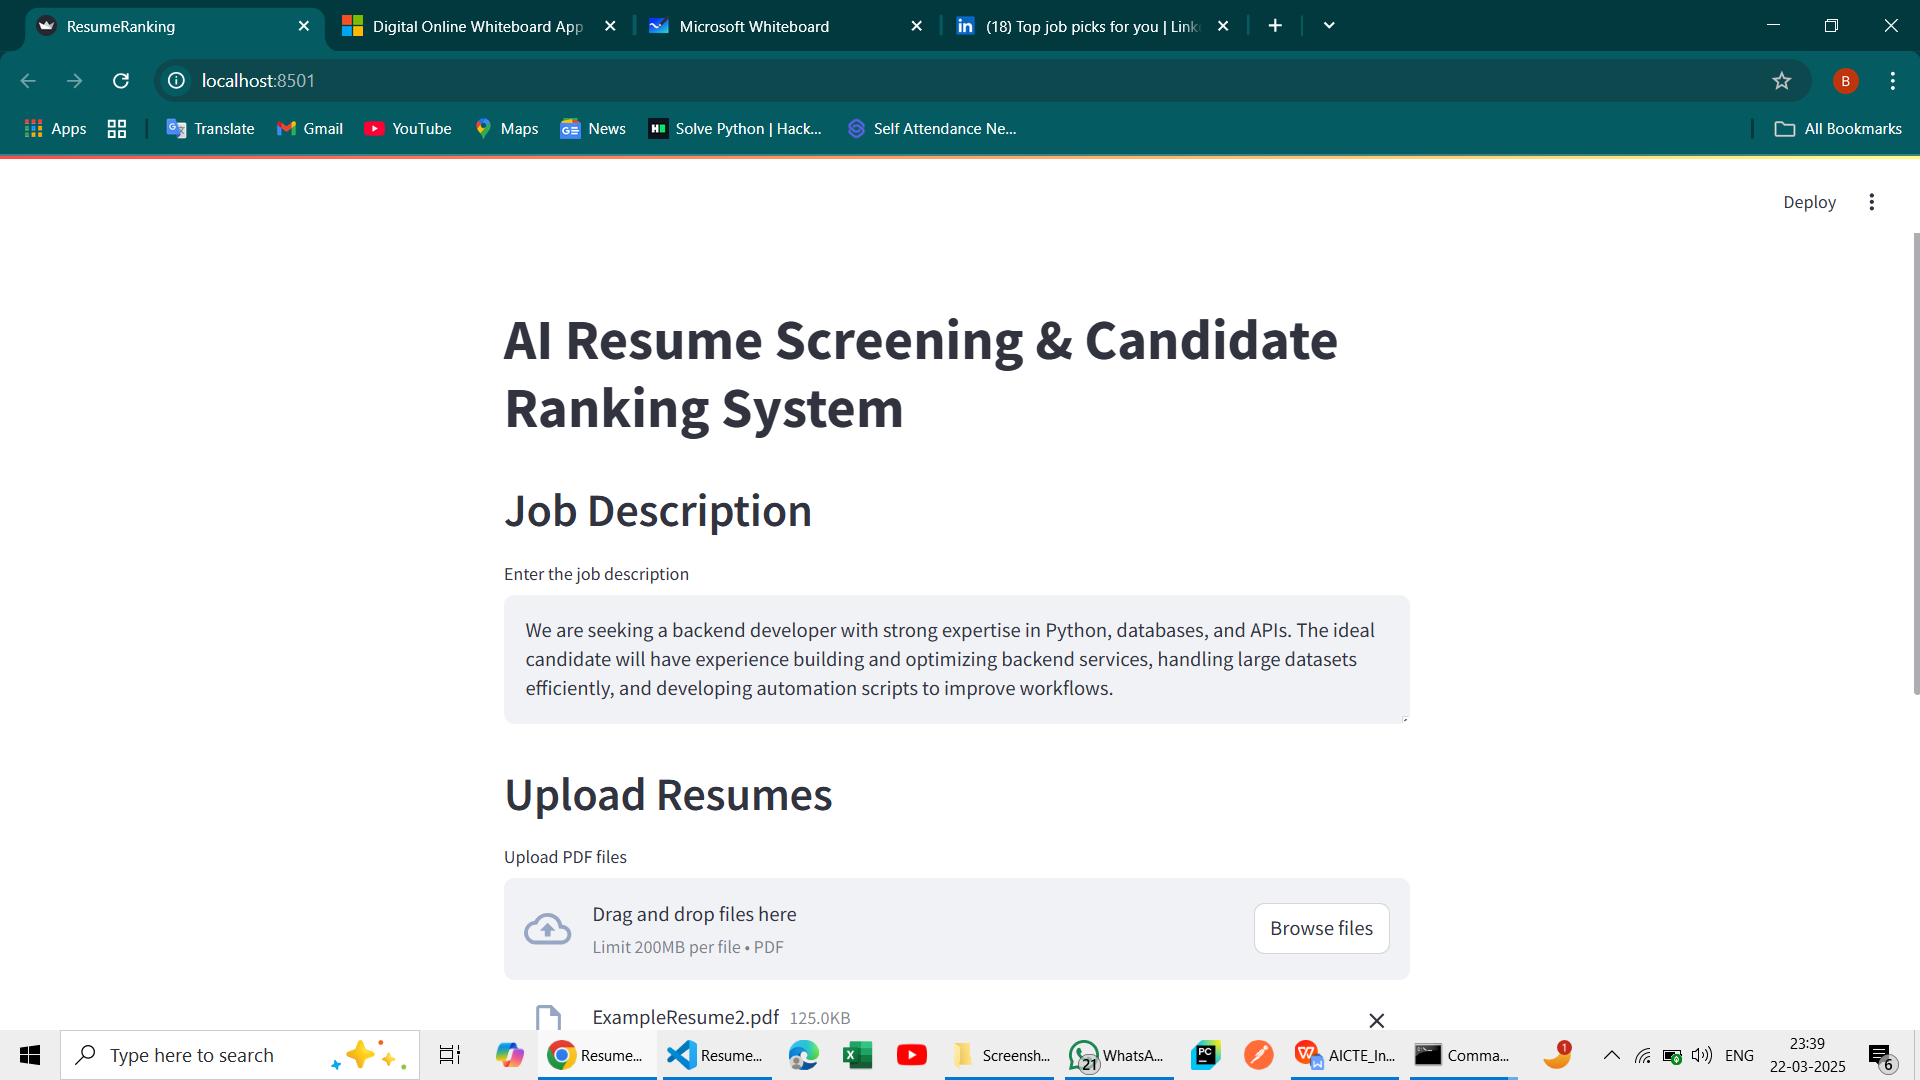 ResumeRanking
Digital Online Whiteboard App
Microsoft Whiteboard
(18) Top job picks for you | Link
localhost:8501
B
Apps
Translate
Gmail
YouTube
Maps
News
Solve Python | Hack...
Self Attendance Ne...
All Bookmarks
Deploy
AI Resume Screening & Candidate
Ranking System
Job Description
Enter the job description
We are seeking a backend developer with strong expertise in Python, databases, and APIs. The ideal
candidate will have experience building and optimizing backend services, handling large datasets
efficiently, and developing automation scripts to improve workflows.
Upload Resumes
Upload PDF files
Drag and drop files here
Limit 200MB per file • PDF
Browse files
ExampleResume2.pdf 125.0KB
Type here to search
Resume...
Resume...
Screensh...
21
WhatsA...
PC
AICTE_In...
Comma...
1
ENG
23:39
22-03-2025
6